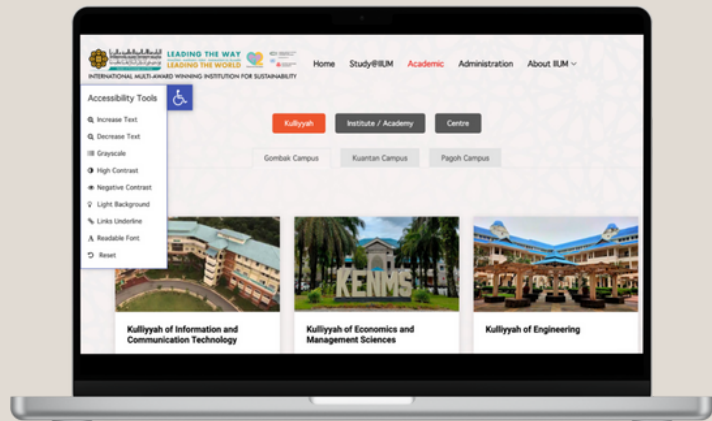 LEADING THE WAY
LEADING THE WORLD
INTERNATIONAL MULTI-AWARD WINNING INSTITUTION FOR SUSTAINABILITY
Home Study@IIUM Academic Administration About IIUM
Accessibility Tools
Increase Text
Decrease Text
Grayscale
High Contrast
Negative Contrast
Light Background
Links Underline
Readable Font
Reset
Kulliyyah Institute / Academy Centre
Gombak Campus Kuantan Campus Pagoh Campus
KENMS
Kulliyyah of Information and
Communication Technology
Kulliyyah of Economics and
Management Sciences
Kulliyyah of Engineering